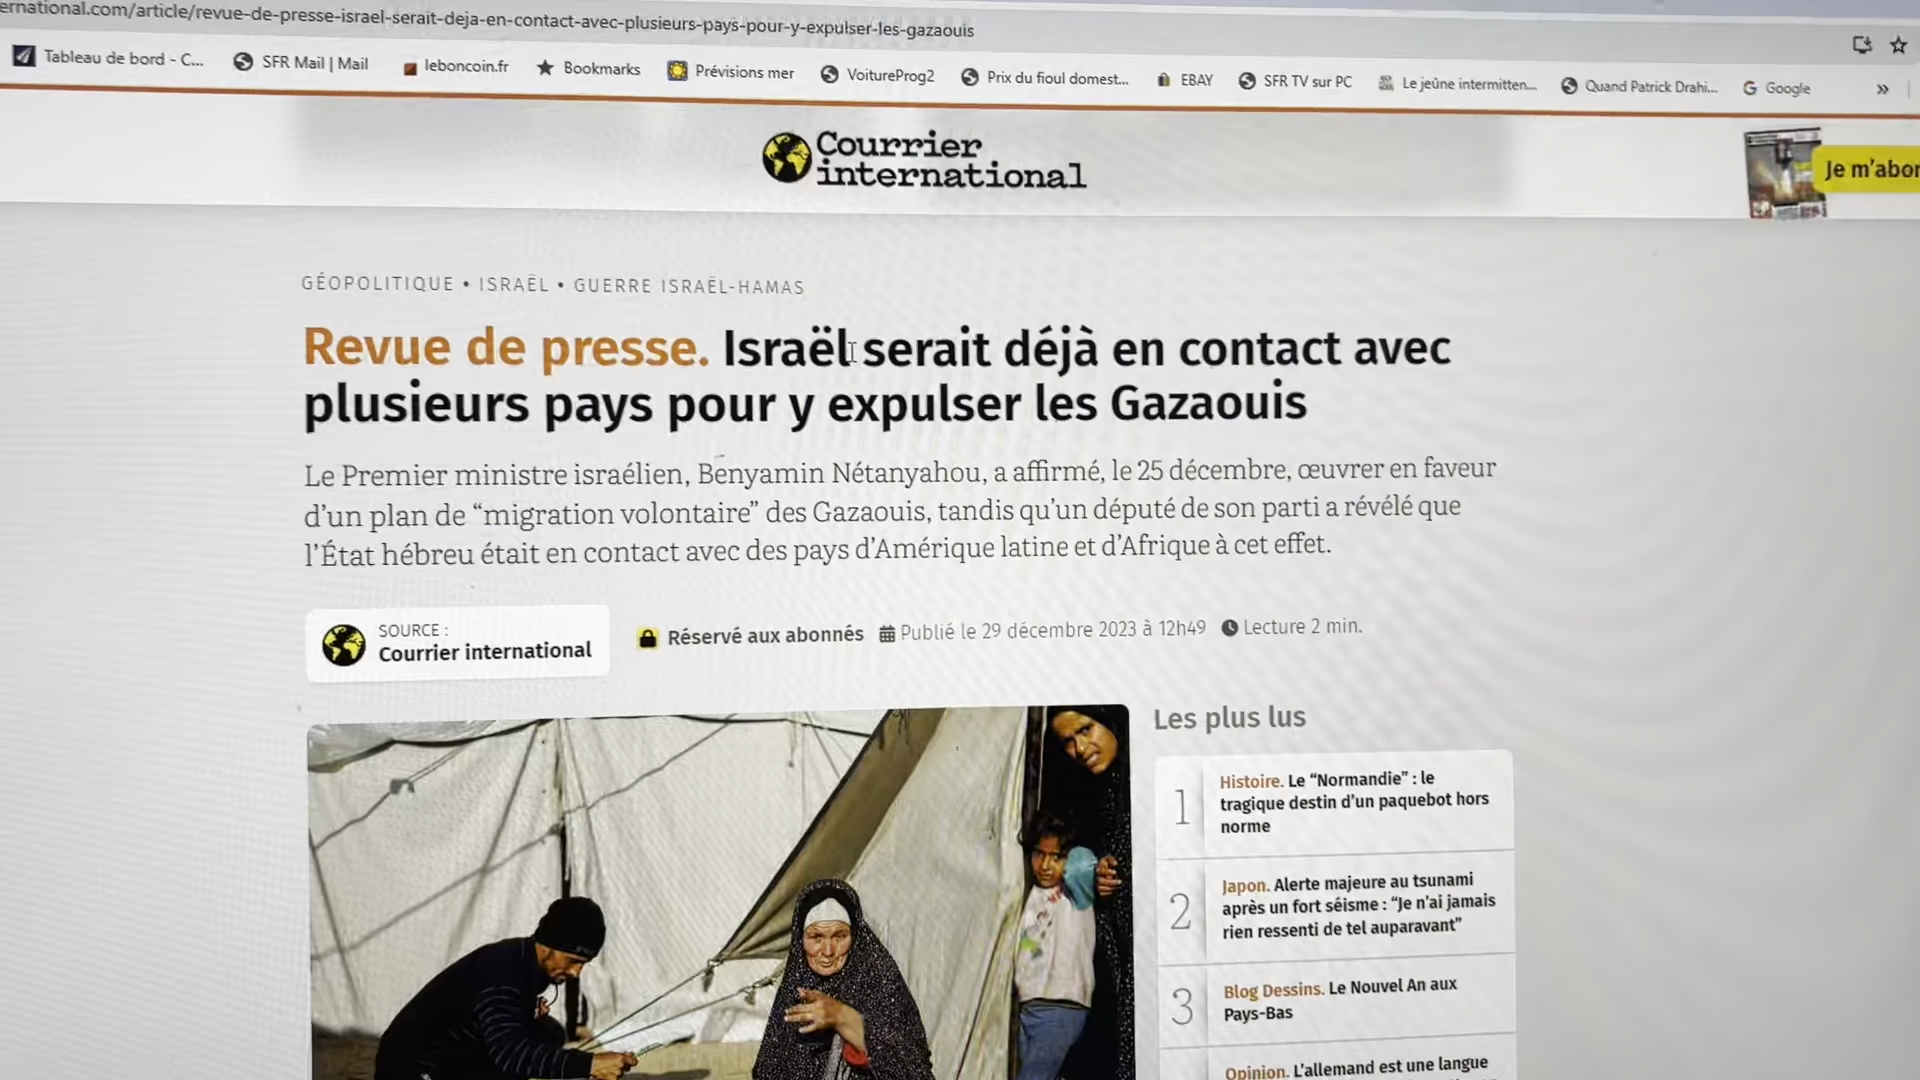 ernational.com/article/revue-de-presse-israel-serait-deja-en-contact-avec-plusieurs-pays-pour-y-expulser-les-gazaouis
Tableau de bord - C... SFR Mail | Mail leboncoin.fr Bookmarks Prévisions mer VoitureProg2 Prix du fioul domest... EBAY SFR TV sur PC Le jeûne intermitten... Quand Patrick Drahi... Google »
Courrier
international
Je m'abon
GÉOPOLITIQUE • ISRAËL • GUERRE ISRAËL-HAMAS
Revue de presse. Israël serait déjà en contact avec
plusieurs pays pour y expulser les Gazaouis
Le Premier ministre israélien, Benyamin Nétanyahou, a affirmé, le 25 décembre, œuvrer en faveur
d'un plan de “migration volontaire” des Gazaouis, tandis qu'un député de son parti a révélé que
l'État hébreu était en contact avec des pays d'Amérique latine et d'Afrique à cet effet.
SOURCE :
Courrier international
Réservé aux abonnés Publié le 29 décembre 2023 à 12h49 Lecture 2 min.
Les plus lus
1
Histoire. Le “Normandie” : le
tragique destin d'un paquebot hors
norme
2
Japon. Alerte majeure au tsunami
après un fort séisme : “Je n'ai jamais
rien ressenti de tel auparavant”
3
Blog Dessins. Le Nouvel An aux
Pays-Bas
Opinion. L'allemand est une langue